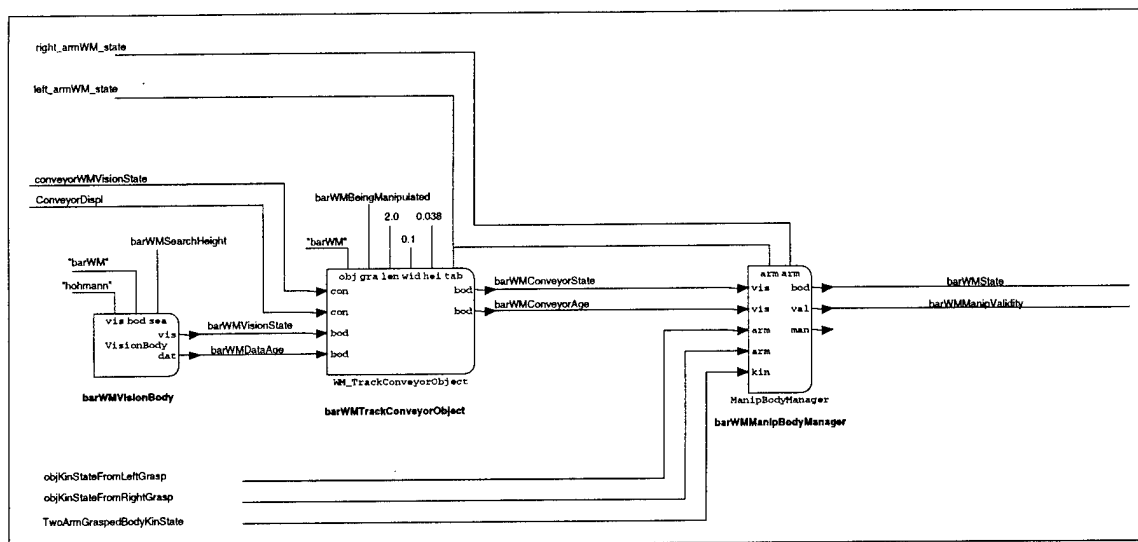 right_armWM_state
left_armWM_state
conveyorWMVisionState
ConveyorDispl
barWMBeingManipulated
2.0
0.038
0.1
"barWM"
barWMSearchHeight
"barWM"
"hohmann"
obj gra len wid hei tab
con
con
bod
bod
bod
bod
WM_TrackConveyorObject
barWMTrackConveyorObject
vis bod sea
vis
VisionBody
dat
barWMVisionBody
barWMVisionState
barWMDataAge
barWMConveyorState
barWMConveyorAge
arm arm
vis
vis
arm
arm
kin
bod
val
man
ManipBodyManager
barWMManipBodyManager
barWMState
barWMManipValidity
objKinStateFromLeftGrasp
objKinStateFromRightGrasp
TwoArmGraspedBodyKinState